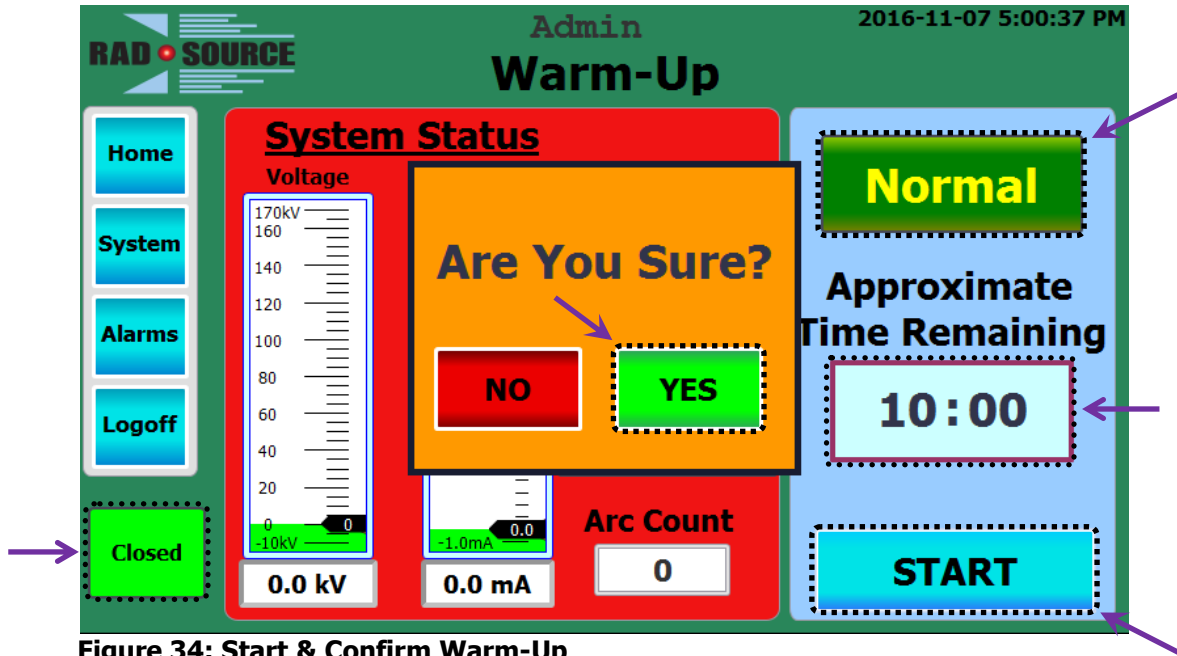 RAD SOURCE
Admin
Warm-Up
2016-11-07 5:00:37 PM
Home
System
Alarms
Logoff
Closed
System Status
Voltage
170kV
160
140
120
100
80
60
40
20
0
0
-10kV
0.0 kV
0.0
-1.0mA
0.0 mA
Are You Sure?
NO
YES
Arc Count
0
Normal
Approximate
Time Remaining
10:00
START
Figure 34: Start & Confirm Warm-Up